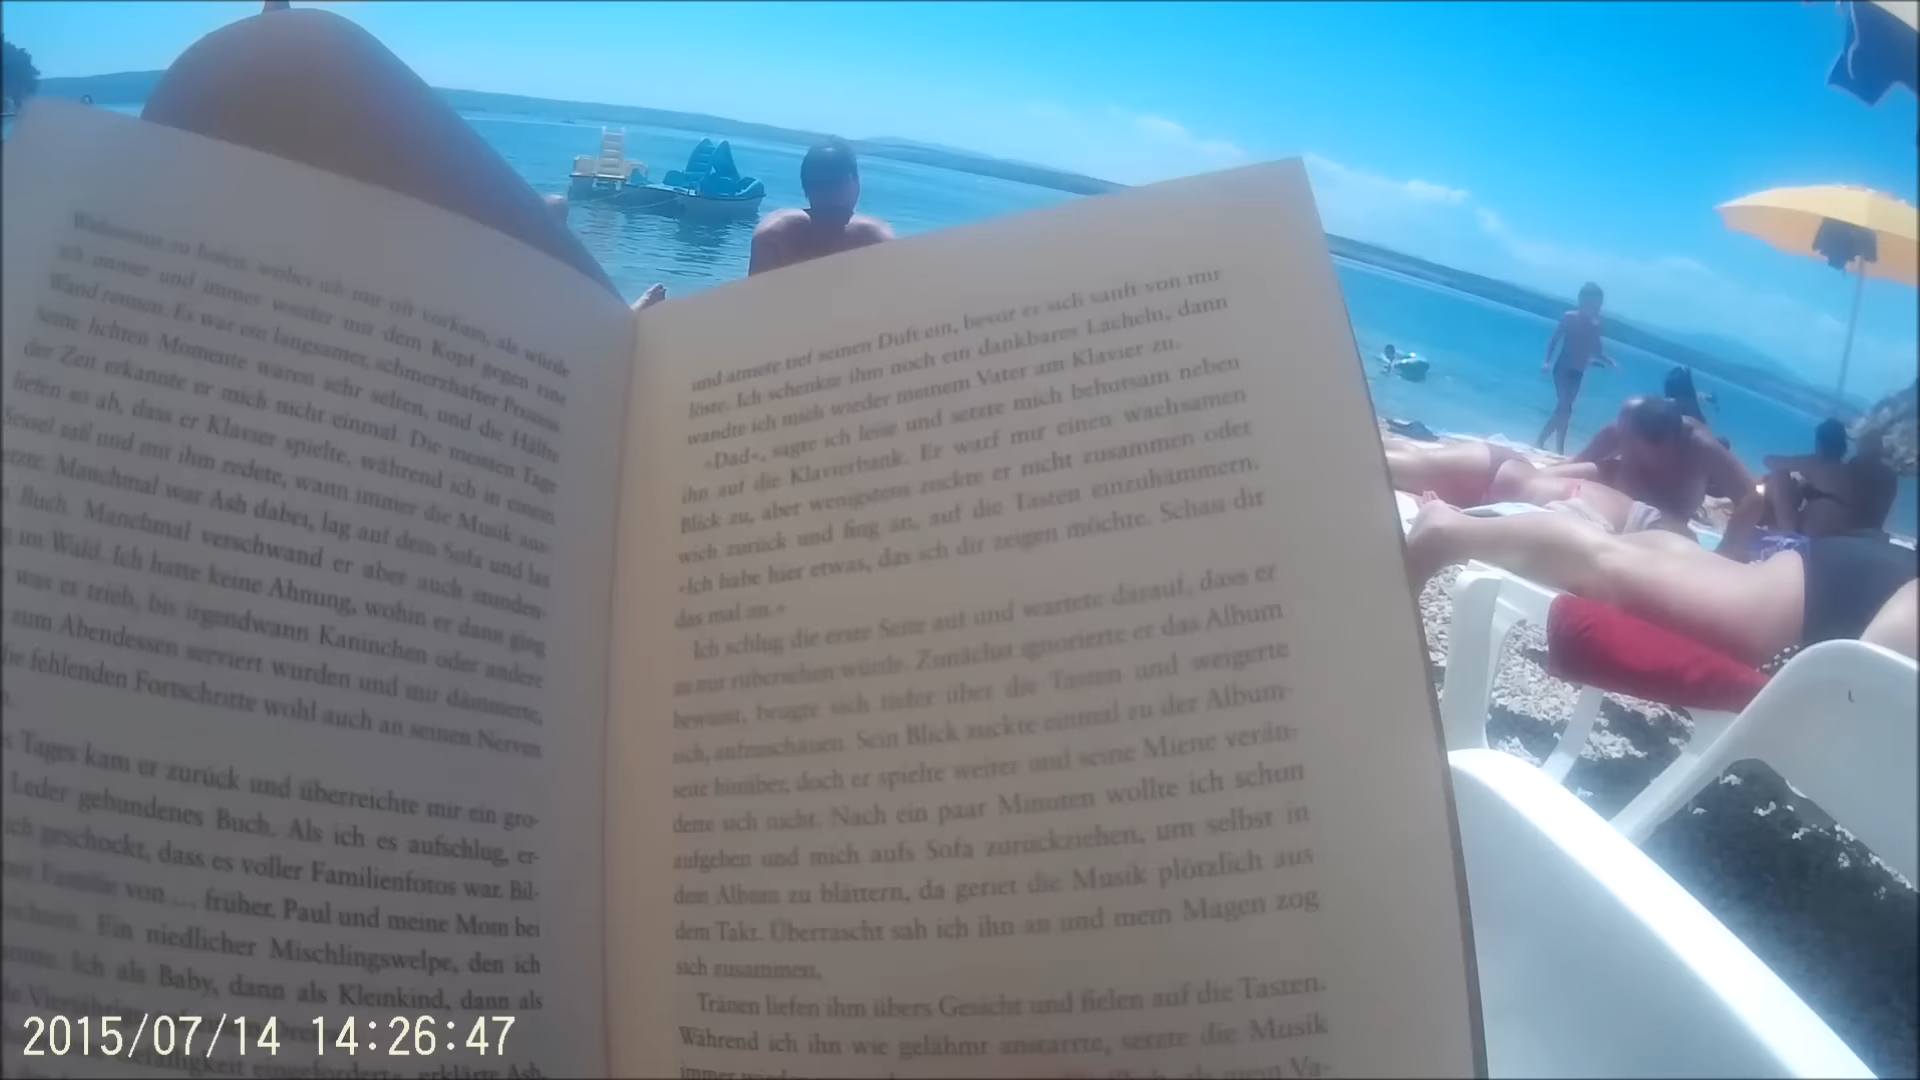 zu haben, wobei ich mir oft vorkam, als würde
ich immer und immer wieder mit dem Kopf gegen eine
Wand rennen. Es war ein langsamer, schmerzhafter Prozess.
Seine lichten Momente waren sehr selten, und die Hälfte
der Zeit erkannte er mich nicht einmal. Die meisten Tage
liefen so ab, dass er Klavier spielte, während ich in einem
Sessel saß und mit ihm redete, wann immer die Musik aus-
setzte. Manchmal war Ash dabei, lag auf dem Sofa und las
Buch. Manchmal verschwand er aber auch stunden-
im Wald. Ich hatte keine Ahnung, wohin er dann ging
was er trieb, bis irgendwann Kaninchen oder andere
zum Abendessen serviert wurden und mir dämmerte,
die fehlenden Fortschritte wohl auch an seinen Nerven
Tages kam er zurück und überreichte mir ein gro-
Leder gebundenes Buch. Als ich es aufschlug, er-
ich geschockt, dass es voller Familienfotos war. Bil-
Familie von ... früher. Paul und meine Mom bei
Ein niedlicher Mischlingswelpe, den ich
Ich als Baby, dann als Kleinkind, dann als
eingeforderte, erklärte Ash,
und atmete tief seinen Duft ein, bevor er sich sanft von mir
löste. Ich schenkte ihm noch ein dankbares Lächeln, dann
wandte ich mich wieder meinem Vater am Klavier zu.
»Dad«, sagte ich leise und setzte mich behutsam neben
ihn auf die Klavierbank. Er warf mir einen wachsamen
Blick zu, aber wenigstens zuckte er nicht zusammen oder
wich zurück und fing an, auf die Tasten einzuhämmern.
»Ich habe hier etwas, das ich dir zeigen möchte. Schau dir
das mal an.«
Ich schlug die erste Seite auf und wartete darauf, dass er
zu mir rübersehen würde. Zunächst ignorierte er das Album
bewusst, beugte sich tiefer über die Tasten und weigerte
sich, aufzuschauen. Sein Blick zuckte einmal zu der Album-
seite hinüber, doch er spielte weiter und seine Miene verän-
derte sich nicht. Nach ein paar Minuten wollte ich schon
aufgeben und mich aufs Sofa zurückziehen, um selbst in
dem Album zu blättern, da geriet die Musik plötzlich aus
dem Takt. Überrascht sah ich ihn an und mein Magen zog
sich zusammen.
Tränen liefen ihm übers Gesicht und fielen auf die Tasten.
Während ich ihn wie gelähmt anstarrte, setzte die Musik
immer
2015/07/14 14:26:47